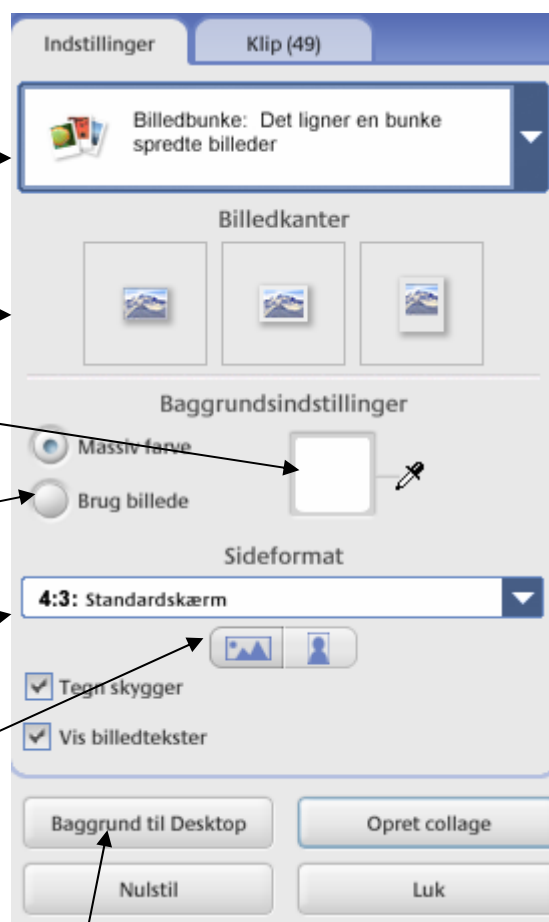 Indstillinger
Klip (49)
Billedbunke: Det ligner en bunke
spredte billeder
Billedkanter
Baggrundsindstillinger
Massiv farve
Brug billede
Sideformat
4:3: Standardskærm
Tegn skygger
Vis billedtekster
Baggrund til Desktop
Opret collage
Nulstil
Luk